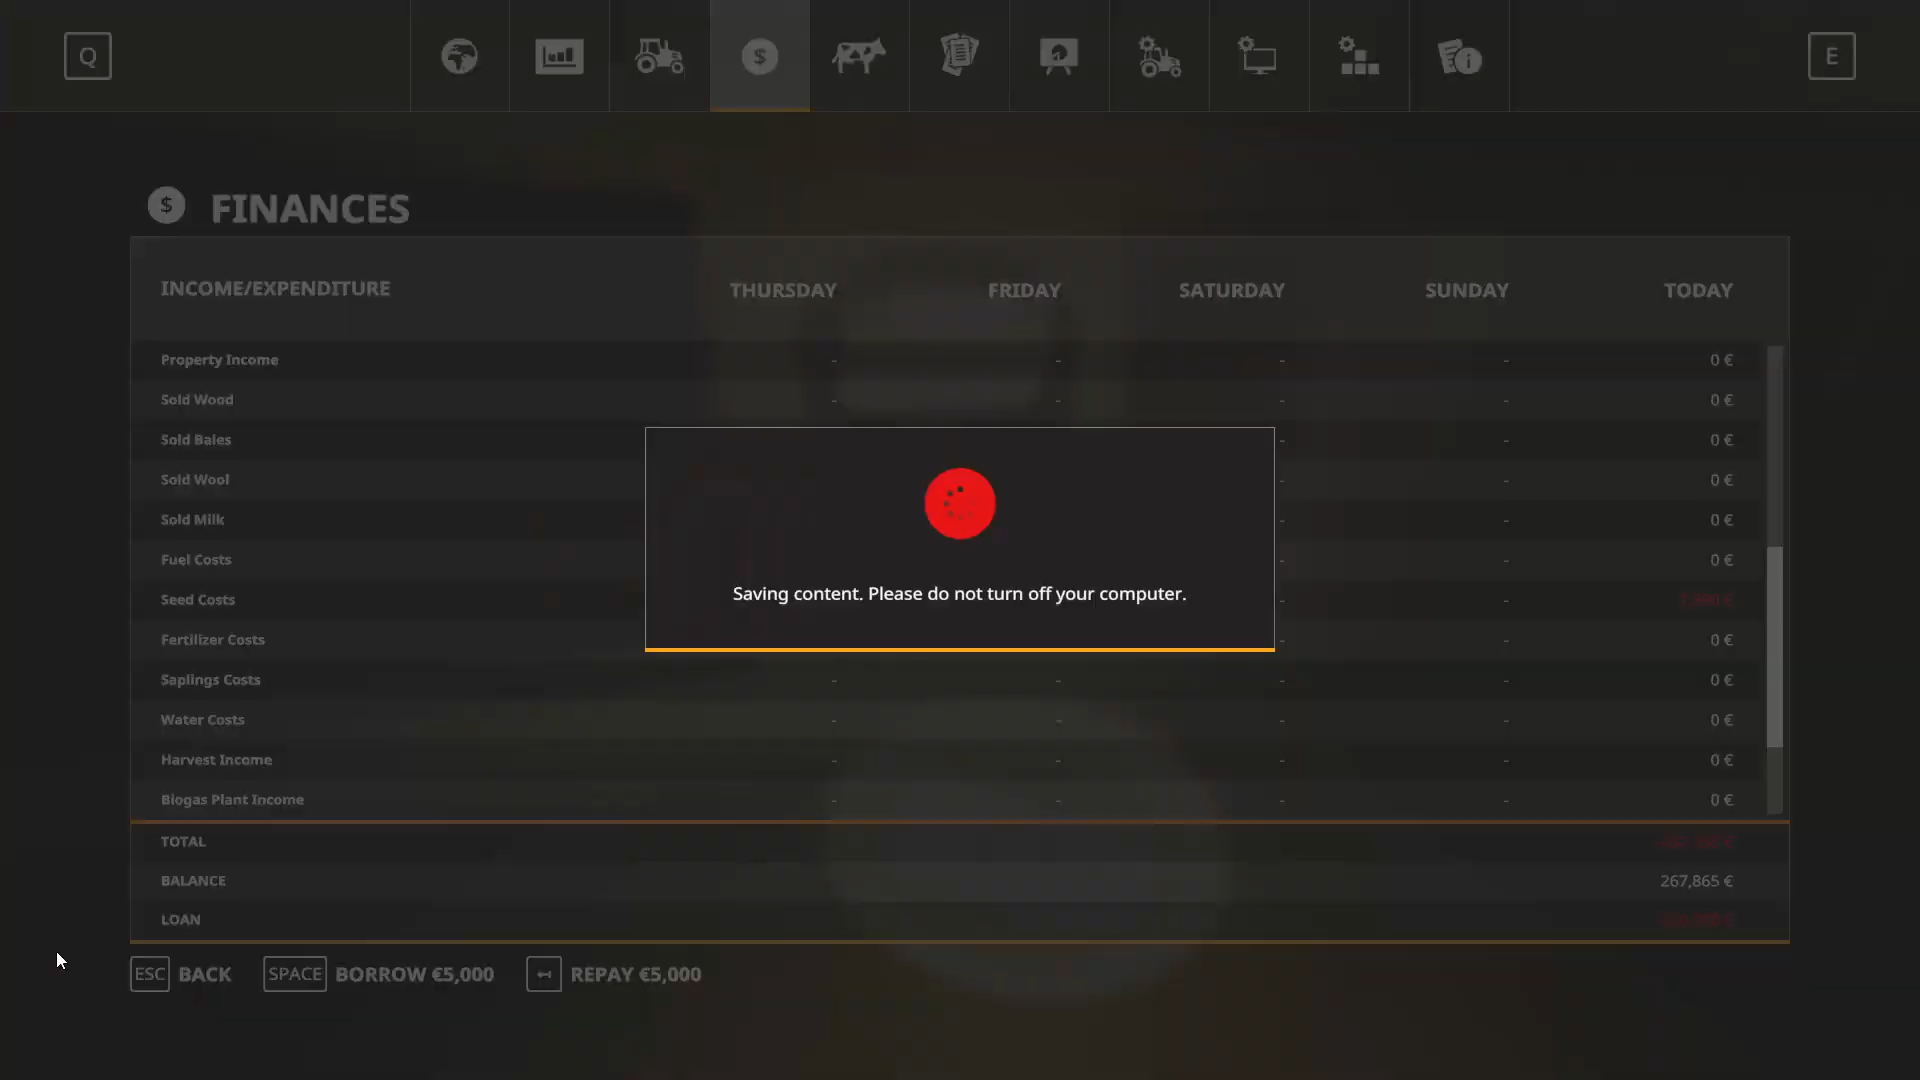 Q
$
E
$ FINANCES
INCOME/EXPENDITURE THURSDAY FRIDAY SATURDAY SUNDAY TODAY
Property Income - - - - 0 €
Sold Wood - - - - 0 €
Sold Bales - 0 €
Sold Wool - - 0 €
Sold Milk - - 0 €
Fuel Costs - - 0 €
Seed Costs - -
Fertilizer Costs - - 0 €
Saplings Costs - - - - 0 €
Water Costs - - - - 0 €
Harvest Income - - - - 0 €
Biogas Plant Income - - - - 0 €
Saving content. Please do not turn off your computer.
TOTAL
BALANCE 267,865 €
LOAN
ESC BACK SPACE BORROW €5,000 REPAY €5,000